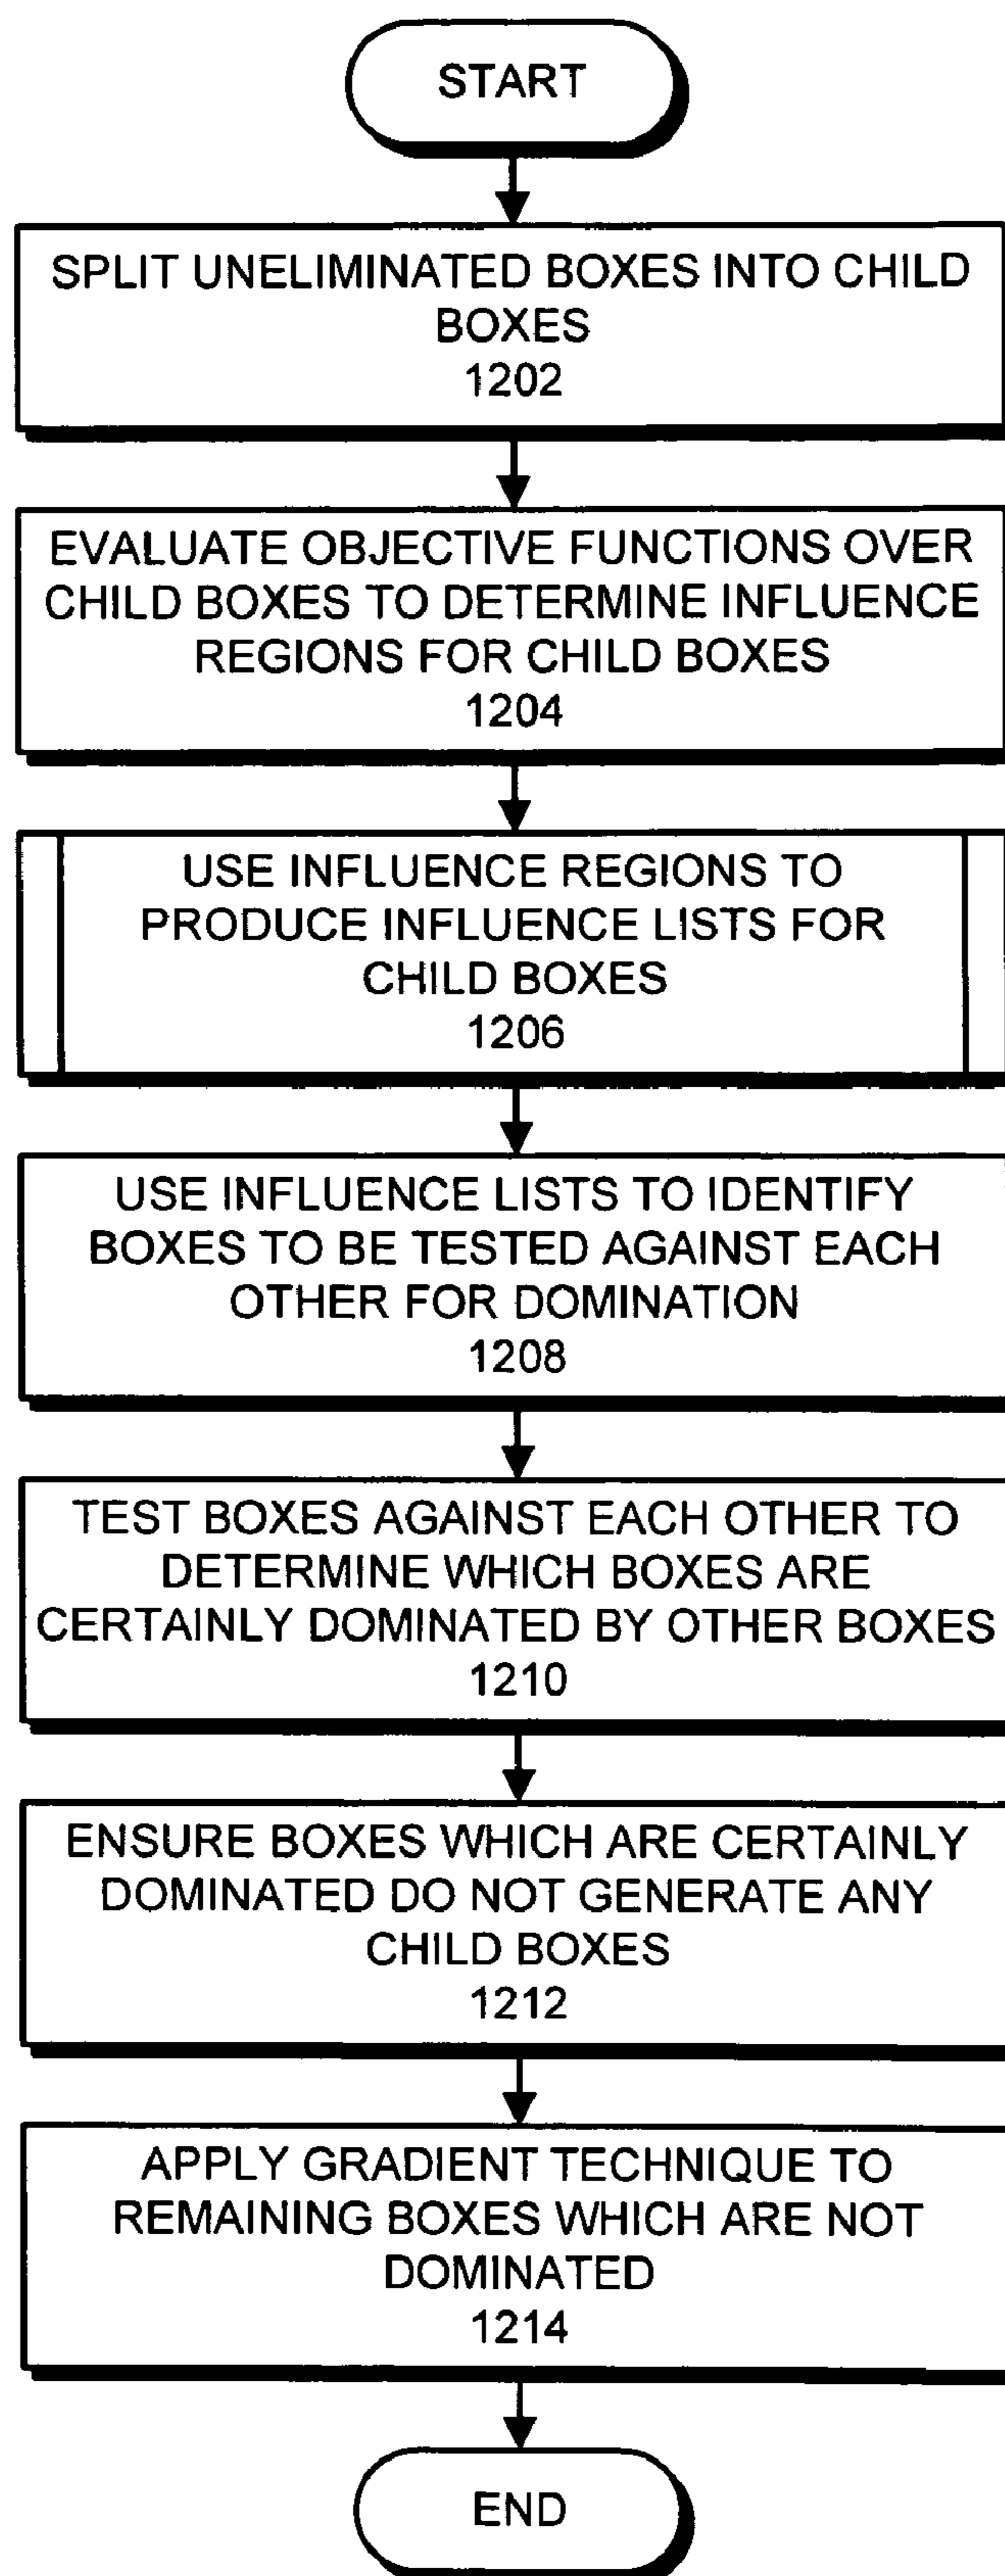 START
SPLIT UNELIMINATED BOXES INTO CHILD
BOXES
1202
EVALUATE OBJECTIVE FUNCTIONS OVER
CHILD BOXES TO DETERMINE INFLUENCE
REGIONS FOR CHILD BOXES
1204
USE INFLUENCE REGIONS TO
PRODUCE INFLUENCE LISTS FOR
CHILD BOXES
1206
USE INFLUENCE LISTS TO IDENTIFY
BOXES TO BE TESTED AGAINST EACH
OTHER FOR DOMINATION
1208
TEST BOXES AGAINST EACH OTHER TO
DETERMINE WHICH BOXES ARE
CERTAINLY DOMINATED BY OTHER BOXES
1210
ENSURE BOXES WHICH ARE CERTAINLY
DOMINATED DO NOT GENERATE ANY
CHILD BOXES
1212
APPLY GRADIENT TECHNIQUE TO
REMAINING BOXES WHICH ARE NOT
DOMINATED
1214
END